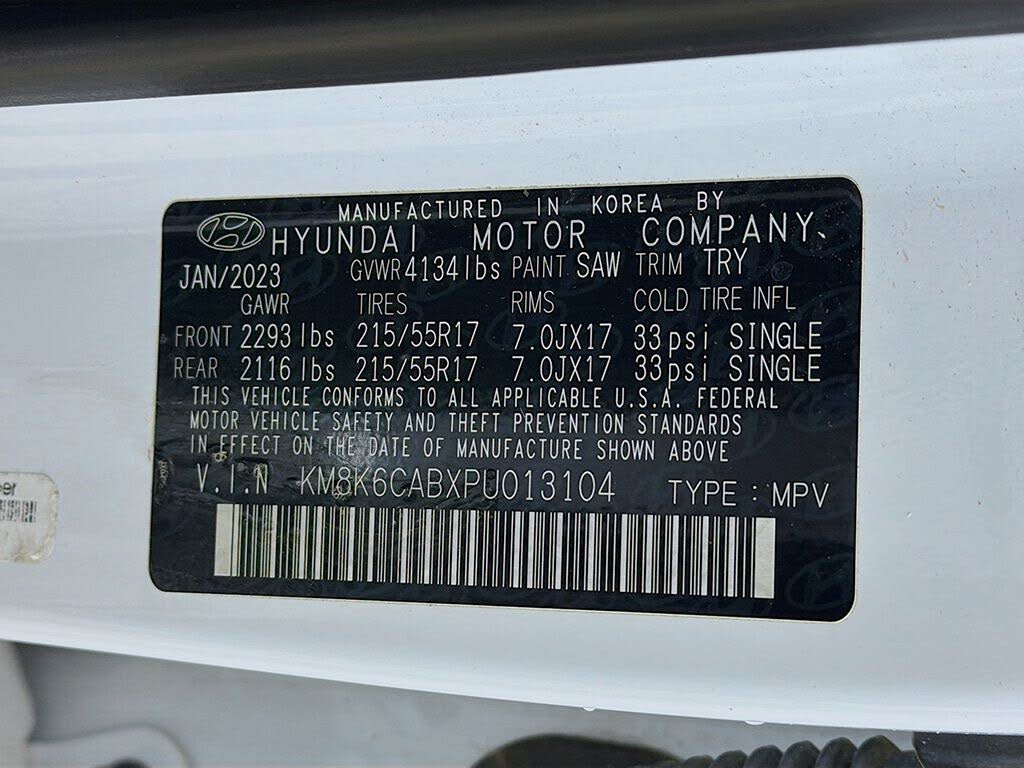 MANUFACTURED IN KOREA BY
HYUNDAI MOTOR COMPANY.
JAN/2023 GVWR 4134lbs PAINT SAW TRIM TRY
GAWR TIRES RIMS COLD TIRE INFL
FRONT 2293lbs 215/55R17 7.0JX17 33psi SINGLE
REAR 2116lbs 215/55R17 7.0JX17 33psi SINGLE
THIS VEHICLE CONFORMS TO ALL APPLICABLE U.S.A. FEDERAL
MOTOR VEHICLE SAFETY AND THEFT PREVENTION STANDARDS
IN EFFECT ON THE DATE OF MANUFACTURE SHOWN ABOVE
V.I.N KM8K6CABXPU013104 TYPE : MPV